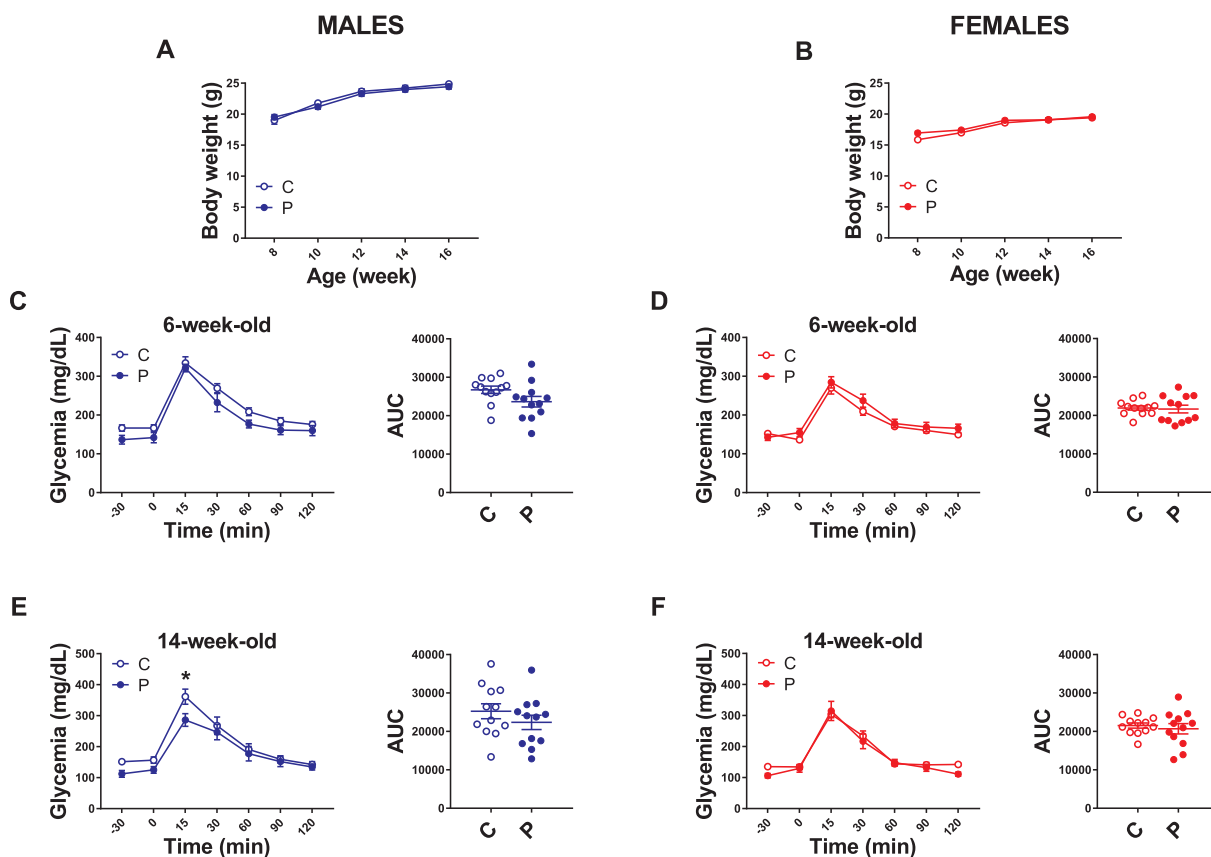 MALES
FEMALES
A
Body weight (g)
25
20
15
10
5
0
C
P
8
10
12
14
16
Age (week)
B
Body weight (g)
25
20
15
10
5
0
C
P
8
10
12
14
16
Age (week)
C
6-week-old
Glycemia (mg/dL)
400
300
200
100
0
C
P
-30
0
15
30
60
90
120
Time (min)
AUC
40000
30000
20000
10000
0
C
P
D
6-week-old
Glycemia (mg/dL)
400
300
200
100
0
C
P
-30
0
15
30
60
90
120
Time (min)
AUC
40000
30000
20000
10000
0
C
P
E
14-week-old
Glycemia (mg/dL)
500
400
300
200
100
0
C
P
*
-30
0
15
30
60
90
120
Time (min)
AUC
40000
30000
20000
10000
0
C
P
F
14-week-old
Glycemia (mg/dL)
500
400
300
200
100
0
C
P
-30
0
15
30
60
90
120
Time (min)
AUC
40000
30000
20000
10000
0
C
P